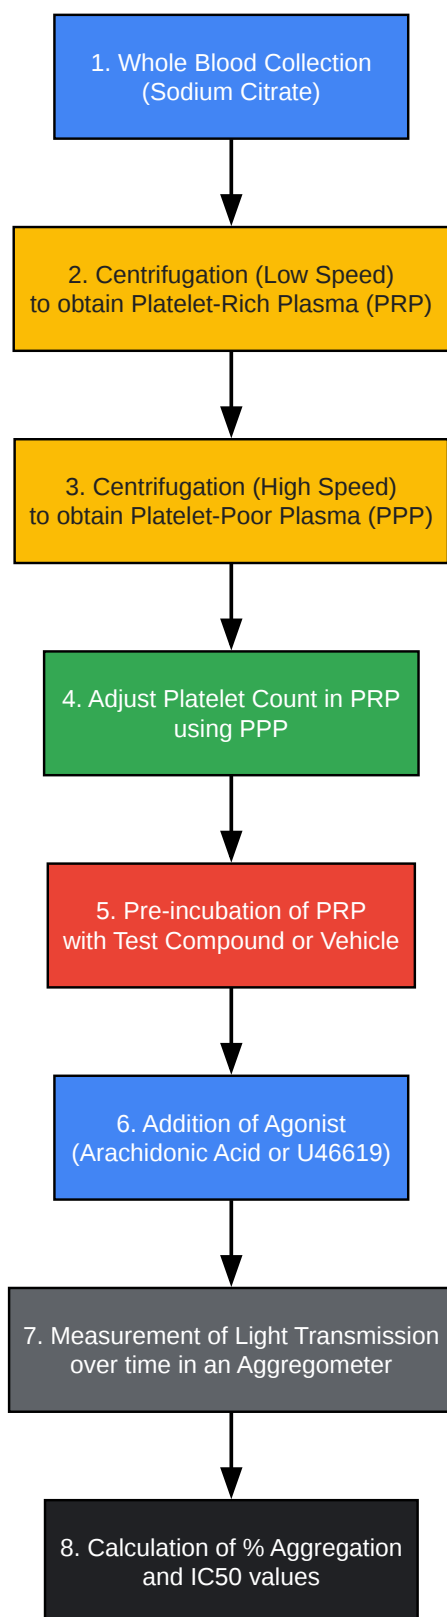 1. Whole Blood Collection
(Sodium Citrate)
2. Centrifugation (Low Speed)
to obtain Platelet-Rich Plasma (PRP)
3. Centrifugation (High Speed)
to obtain Platelet-Poor Plasma (PPP)
4. Adjust Platelet Count in PRP
using PPP
5. Pre-incubation of PRP
with Test Compound or Vehicle
6. Addition of Agonist
(Arachidonic Acid or U46619)
7. Measurement of Light Transmission
over time in an Aggregometer
8. Calculation of % Aggregation
and IC50 values